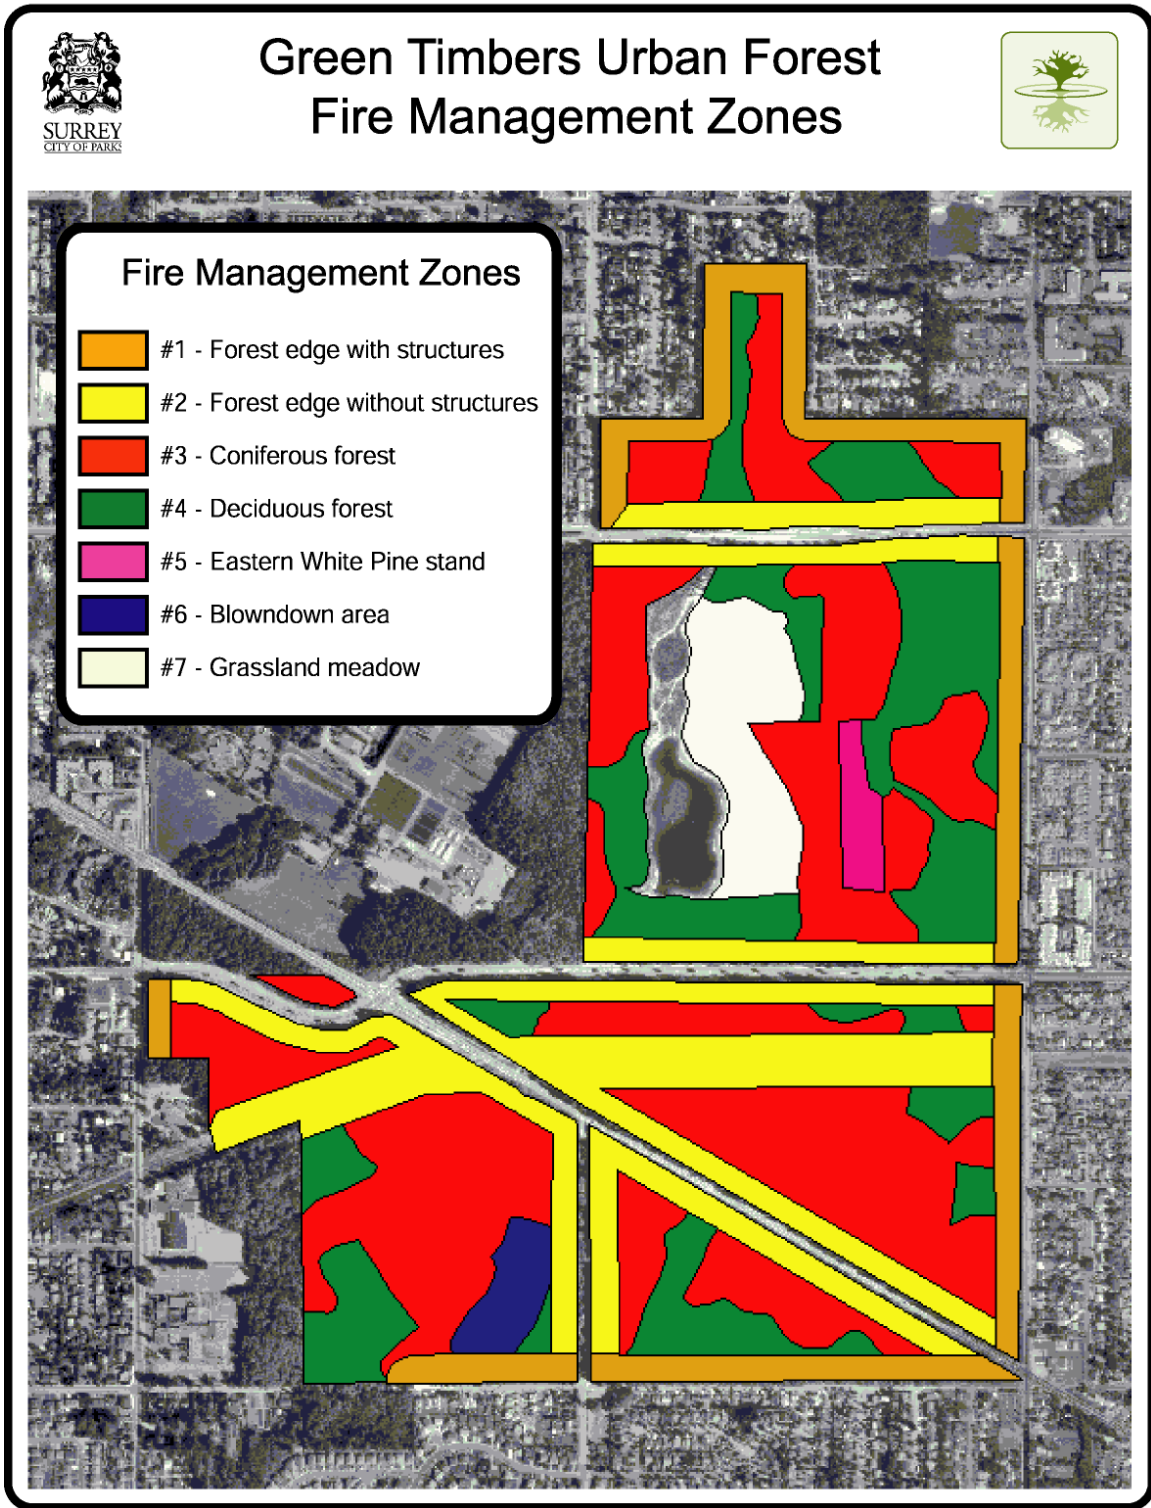 Green Timbers Urban Forest
Fire Management Zones
SURREY
CITY OF PARKS
Fire Management Zones
#1 - Forest edge with structures
#2 - Forest edge without structures
#3 - Coniferous forest
#4 - Deciduous forest
#5 - Eastern White Pine stand
#6 - Blowndown area
#7 - Grassland meadow